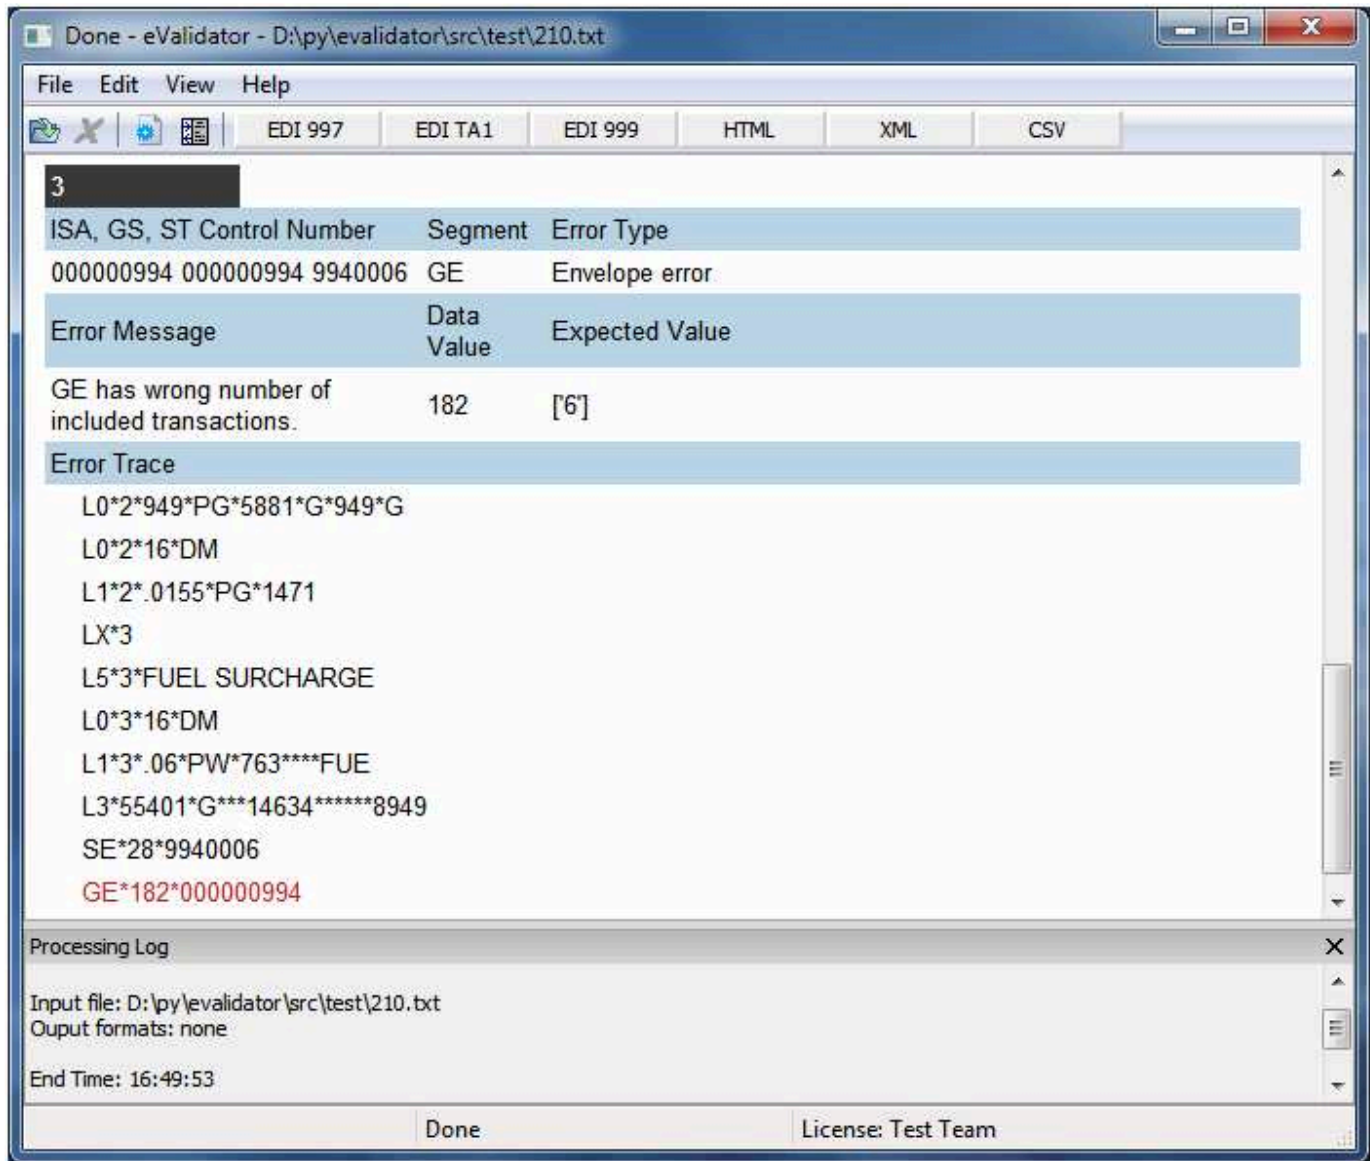 Done - eValidator - D:\py\evalidator\src\test\210.txt
File Edit View Help
EDI 997 EDI TA1 EDI 999 HTML XML CSV
3
ISA, GS, ST Control Number Segment Error Type
000000994 000000994 9940006 GE Envelope error
Error Message Data Value Expected Value
GE has wrong number of
included transactions. 182 ['6']
Error Trace
L0*2*949*PG*5881*G*949*G
L0*2*16*DM
L1*2*.0155*PG*1471
LX*3
L5*3*FUEL SURCHARGE
L0*3*16*DM
L1*3*.06*PW*763****FUE
L3*55401*G***14634******8949
SE*28*9940006
GE*182*000000994
Processing Log
Input file: D:\py\evalidator\src\test\210.txt
Ouput formats: none
End Time: 16:49:53
Done License: Test Team